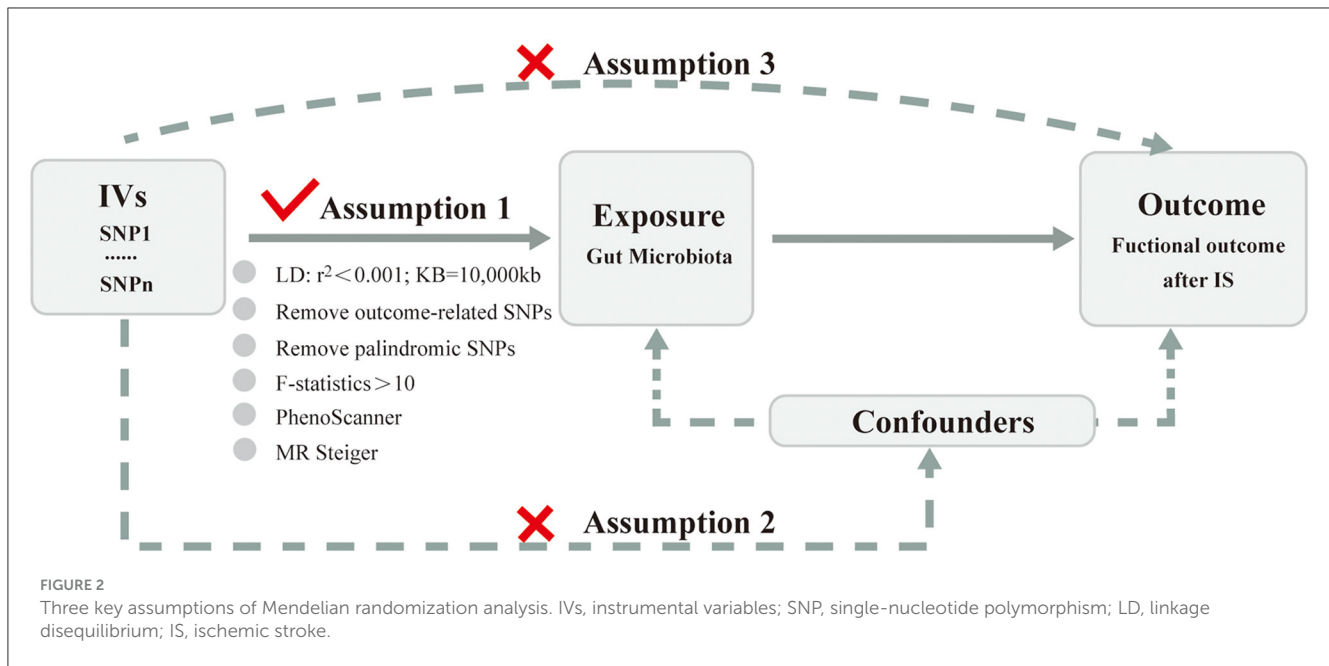 Assumption 3
IVs
SNP1
......
SNPn
Assumption 1
LD: r²<0.001; KB=10,000kb
Remove outcome-related SNPs
Remove palindromic SNPs
F-statistics>10
PhenoScanner
MR Steiger
Exposure
Gut Microbiota
Outcome
Fuctional outcome
after IS
Confounders
Assumption 2
FIGURE 2
Three key assumptions of Mendelian randomization analysis. IVs, instrumental variables; SNP, single-nucleotide polymorphism; LD, linkage
disequilibrium; IS, ischemic stroke.